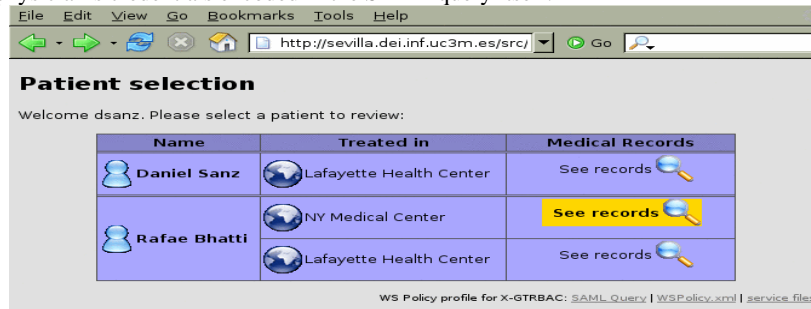 File Edit View Go Bookmarks Tools Help
http://sevilla.dei.inf.uc3m.es/src/ Go
Patient selection
Welcome dsanz. Please select a patient to review:
Name Treated in Medical Records
Daniel Sanz Lafayette Health Center See records
Rafae Bhatti NY Medical Center See records
Lafayette Health Center See records
WS Policy profile for X-GTRBAC: SAML Query | WSPolicy.xml | service files